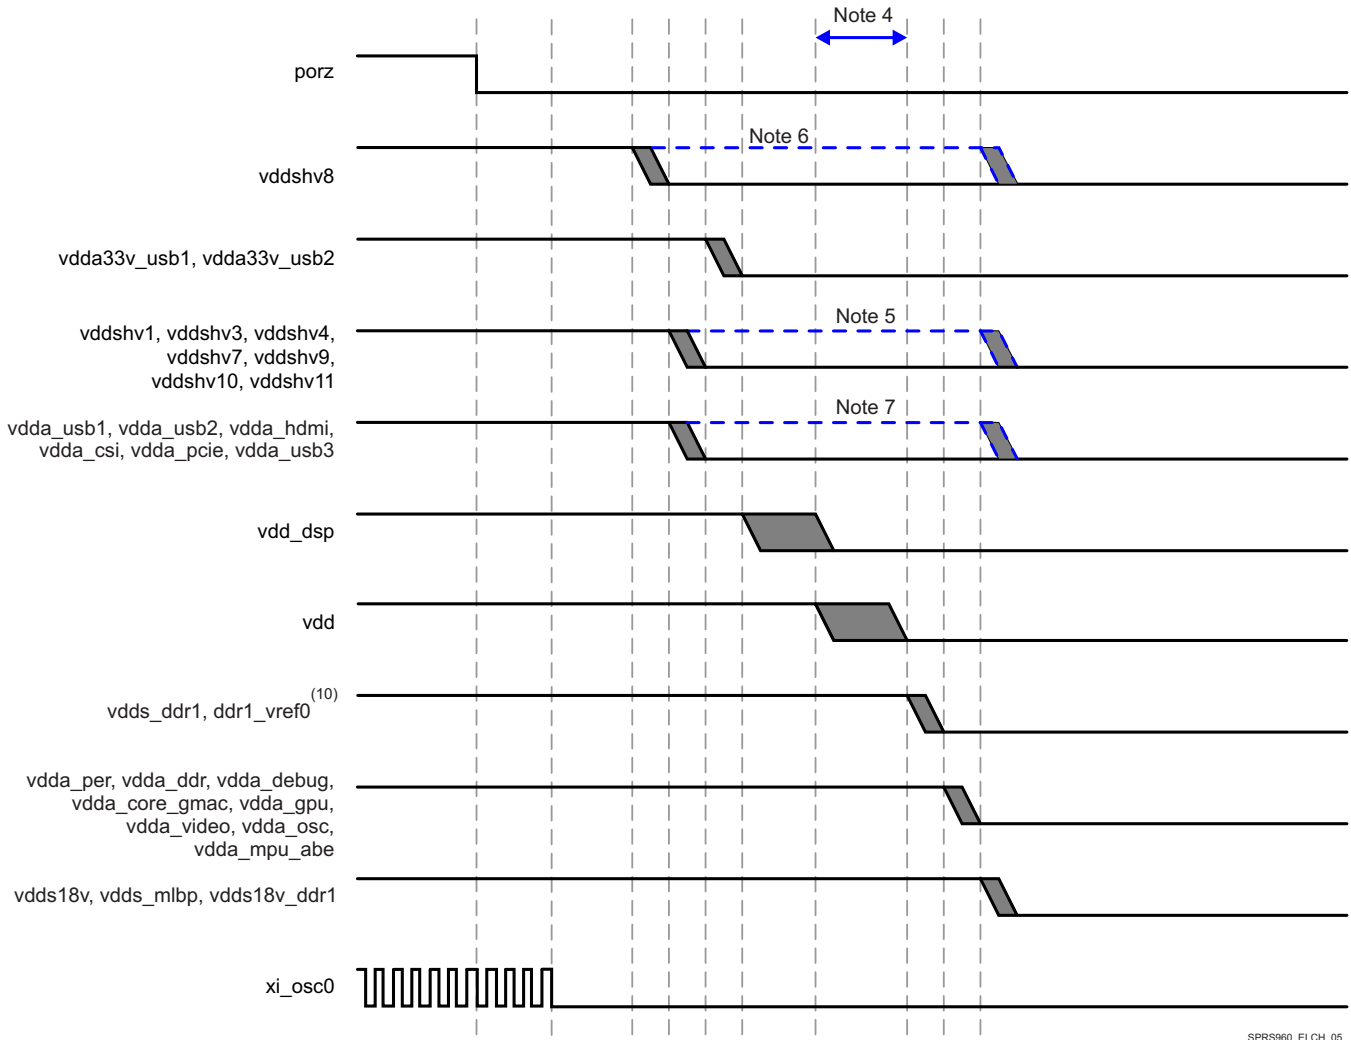 Note 4
porz
Note 6
vddshv8
vdda33v_usb1, vdda33v_usb2
Note 5
vddshv1, vddshv3, vddshv4,
vddshv7, vddshv9,
vddshv10, vddshv11
Note 7
vdda_usb1, vdda_usb2, vdda_hdmi,
vdda_csi, vdda_pcie, vdda_usb3
vdd_dsp
vdd
vdds_ddr1, ddr1_vref0(10)
vdda_per, vdda_ddr, vdda_debug,
vdda_core_gmac, vdda_gpu,
vdda_video, vdda_osc,
vdda_mpu_abe
vdds18v, vdds_mlbp, vdds18v_ddr1
xi_osc0
SPRS960_ELCH_05